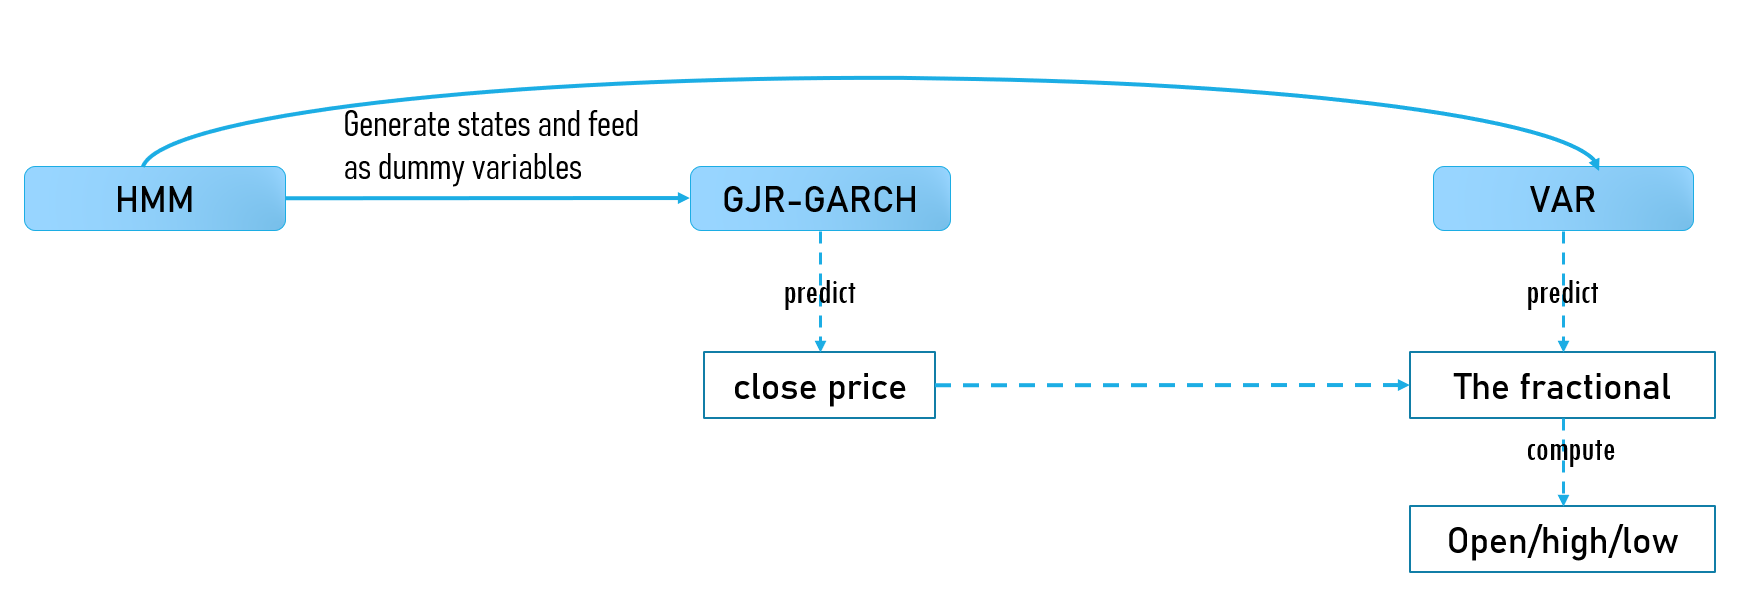 Generate states and feed
as dummy variables
HMM
GJR-GARCH
VAR
predict
predict
close price
The fractional
compute
Open/high/low